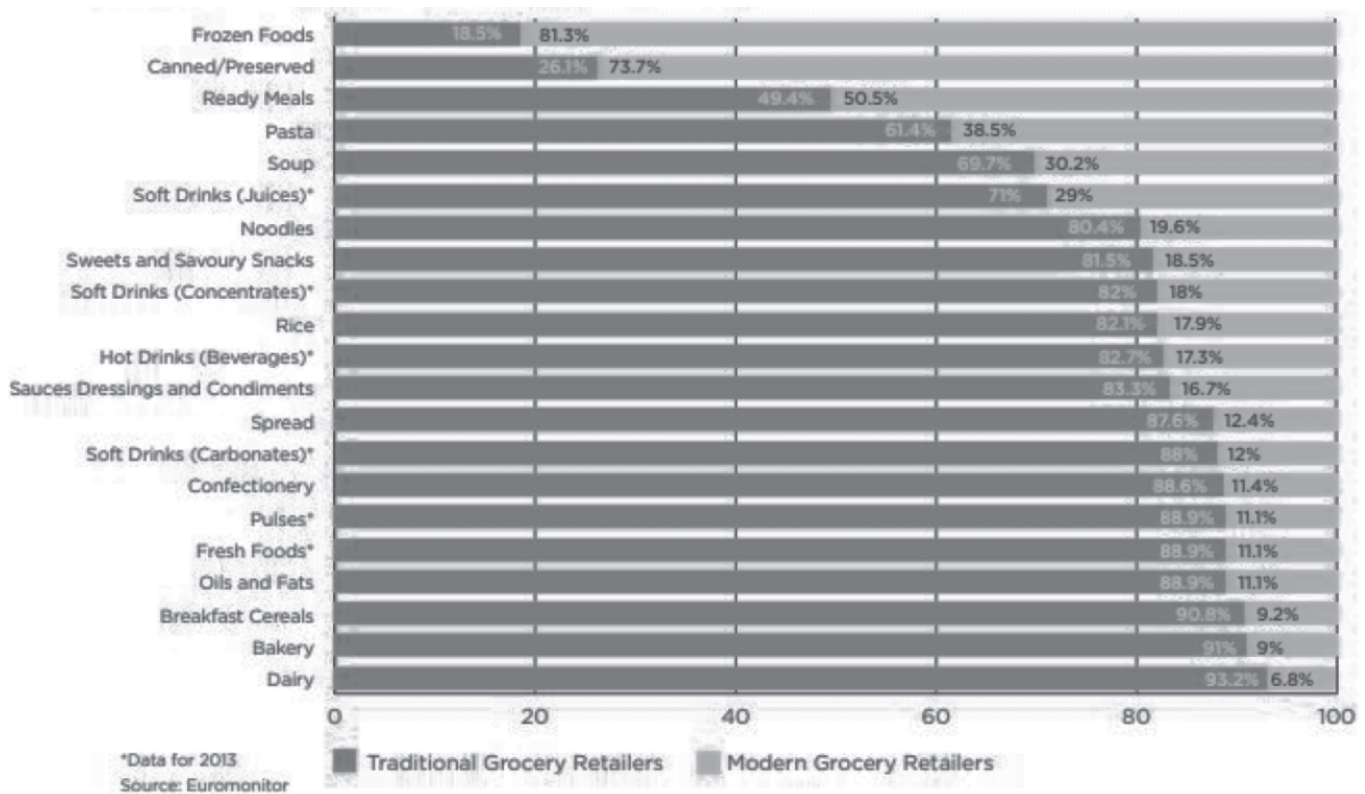 Frozen Foods 18.5% 81.3%
Canned/Preserved 26.1% 73.7%
Ready Meals 49.4% 50.5%
Pasta 61.4% 38.5%
Soup 69.7% 30.2%
Soft Drinks (Juices)* 71% 29%
Noodles 80.4% 19.6%
Sweets and Savoury Snacks 81.5% 18.5%
Soft Drinks (Concentrates)* 82% 18%
Rice 82.1% 17.9%
Hot Drinks (Beverages)* 82.7% 17.3%
Sauces Dressings and Condiments 83.3% 16.7%
Spread 87.6% 12.4%
Soft Drinks (Carbonates)* 88% 12%
Confectionery 88.6% 11.4%
Pulses* 88.9% 11.1%
Fresh Foods* 88.9% 11.1%
Oils and Fats 88.9% 11.1%
Breakfast Cereals 90.8% 9.2%
Bakery 91% 9%
Dairy 93.2% 6.8%
0 20 40 60 80 100
*Data for 2013 Traditional Grocery Retailers Modern Grocery Retailers
Source: Euromonitor